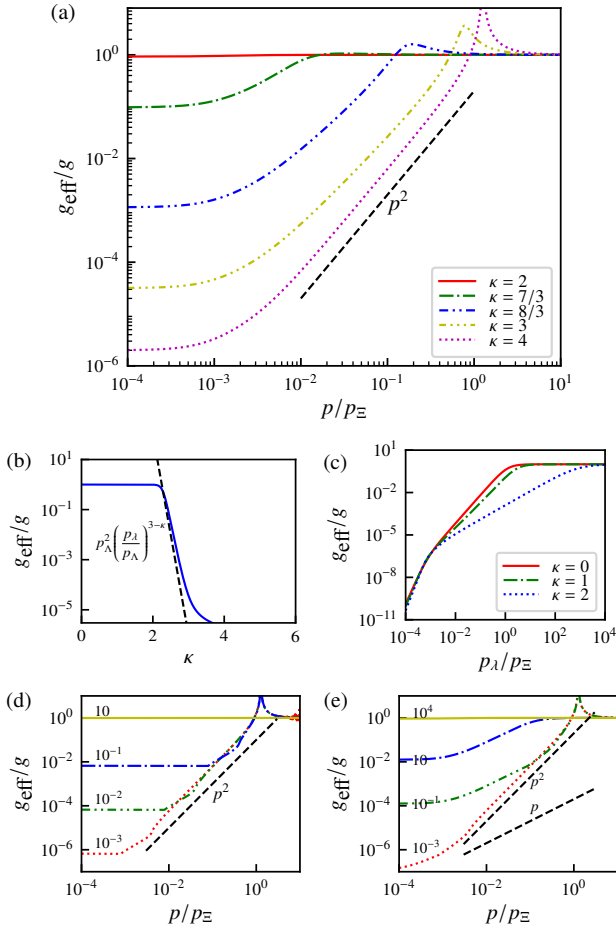 (a)
g_eff/g
10^1
10^0
10^-2
10^-4
10^-6
p^2
κ = 2
κ = 7/3
κ = 8/3
κ = 3
κ = 4
10^-4 10^-3 10^-2 10^-1 10^0 10^1
p/p_Ξ
(b)
g_eff/g
10^1
10^-1
10^-3
10^-5
p_Λ^2 (p_λ/p_Λ)^{3-κ}
0 2 4 6
κ
(c)
g_eff/g
10^1
10^-2
10^-5
10^-8
10^-11
κ = 0
κ = 1
κ = 2
10^-4 10^-2 10^0 10^2 10^4
p_λ/p_Ξ
(d)
g_eff/g
10^0
10^-2
10^-4
10^-6
10
10^-1
10^-2
10^-3
p^2
10^-4 10^-2 10^0
p/p_Ξ
(e)
g_eff/g
10^0
10^-2
10^-4
10^-6
10^4
10
10^-1
10^-3
p^2
p
10^-4 10^-2 10^0
p/p_Ξ